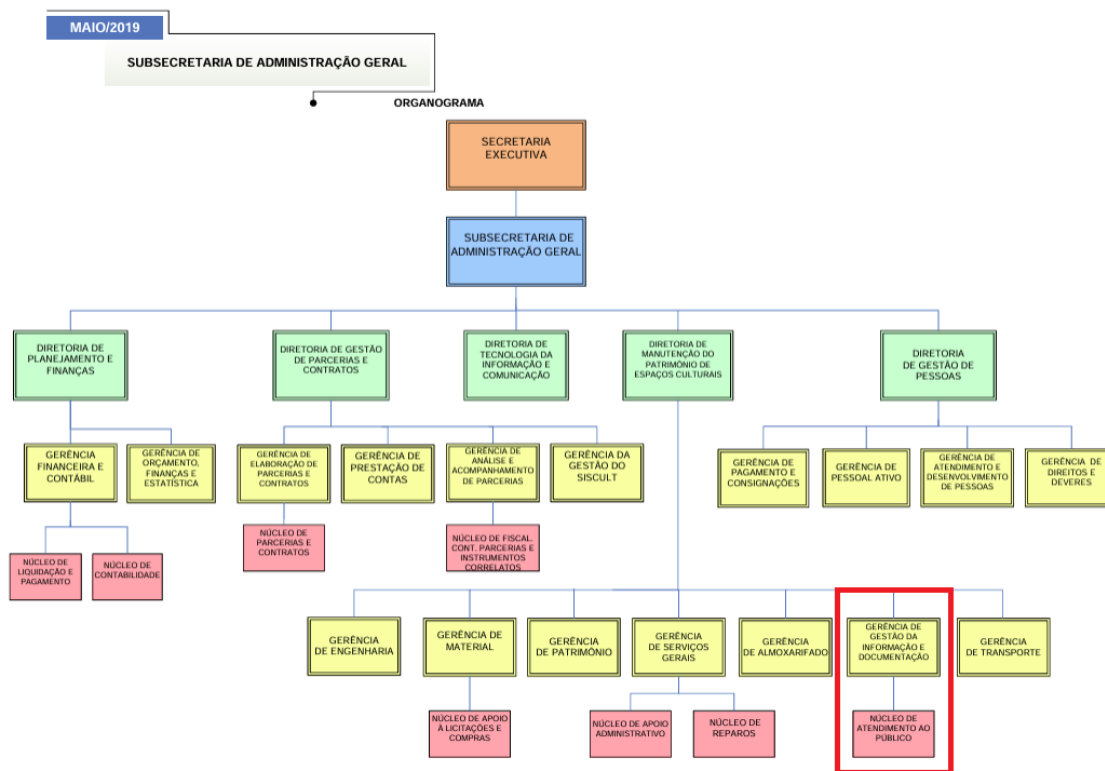 MAIO/2019
SUBSECRETARIA DE ADMINISTRAÇÃO GERAL
ORGANOGRAMA
SECRETARIA
EXECUTIVA
SUBSECRETARIA DE
ADMINISTRAÇÃO GERAL
DIRETORIA DE
PLANEJAMENTO E
FINANÇAS
DIRETORIA DE GESTÃO
DE PARCERIAS E
CONTRATOS
DIRETORIA DE
TECNOLOGIA DA
INFORMAÇÃO E
COMUNICAÇÃO
DIRETORIA DE
MANUTENÇÃO DO
PATRIMÔNIO DE
ESPAÇOS CULTURAIS
DIRETORIA
DE GESTÃO DE
PESSOAS
GERÊNCIA
FINANCEIRA E
CONTÁBIL
GERÊNCIA DE
ORÇAMENTO,
FINANÇAS E
ESTATÍSTICA
GERÊNCIA DE
ELABORAÇÃO DE
PARCERIAS E
CONTRATOS
GERÊNCIA DE
PRESTAÇÃO DE
CONTAS
GERÊNCIA DE
ANÁLISE E
ACOMPANHAMENTO
DE PARCERIAS
GERÊNCIA DA
GESTÃO DO
SISCULT
GERÊNCIA DE
PAGAMENTO E
CONSIGNAÇÕES
GERÊNCIA DE
PESSOAL ATIVO
GERÊNCIA DE
ATENDIMENTO E
DESENVOLVIMENTO
DE PESSOAS
GERÊNCIA DE
DIREITOS E
DEVERES
NÚCLEO DE
LIQUIDAÇÃO E
PAGAMENTO
NÚCLEO DE
CONTABILIDADE
NÚCLEO DE
PARCERIAS E
CONTRATOS
NÚCLEO DE FISCAL.
CONT. PARCERIAS E
INSTRUMENTOS
CORRELATOS
GERÊNCIA
DE ENGENHARIA
GERÊNCIA DE
MATERIAL
GERÊNCIA
DE PATRIMÔNIO
GERÊNCIA
DE SERVIÇOS
GERAIS
GERÊNCIA
DE ALMOXARIFADO
GERÊNCIA DE
GESTÃO DA
INFORMAÇÃO E
DOCUMENTAÇÃO
GERÊNCIA
DE TRANSPORTE
NÚCLEO DE APOIO
À LICITAÇÕES E
COMPRAS
NÚCLEO DE APOIO
ADMINISTRATIVO
NÚCLEO DE
REPAROS
NÚCLEO DE
ATENDIMENTO AO
PÚBLICO